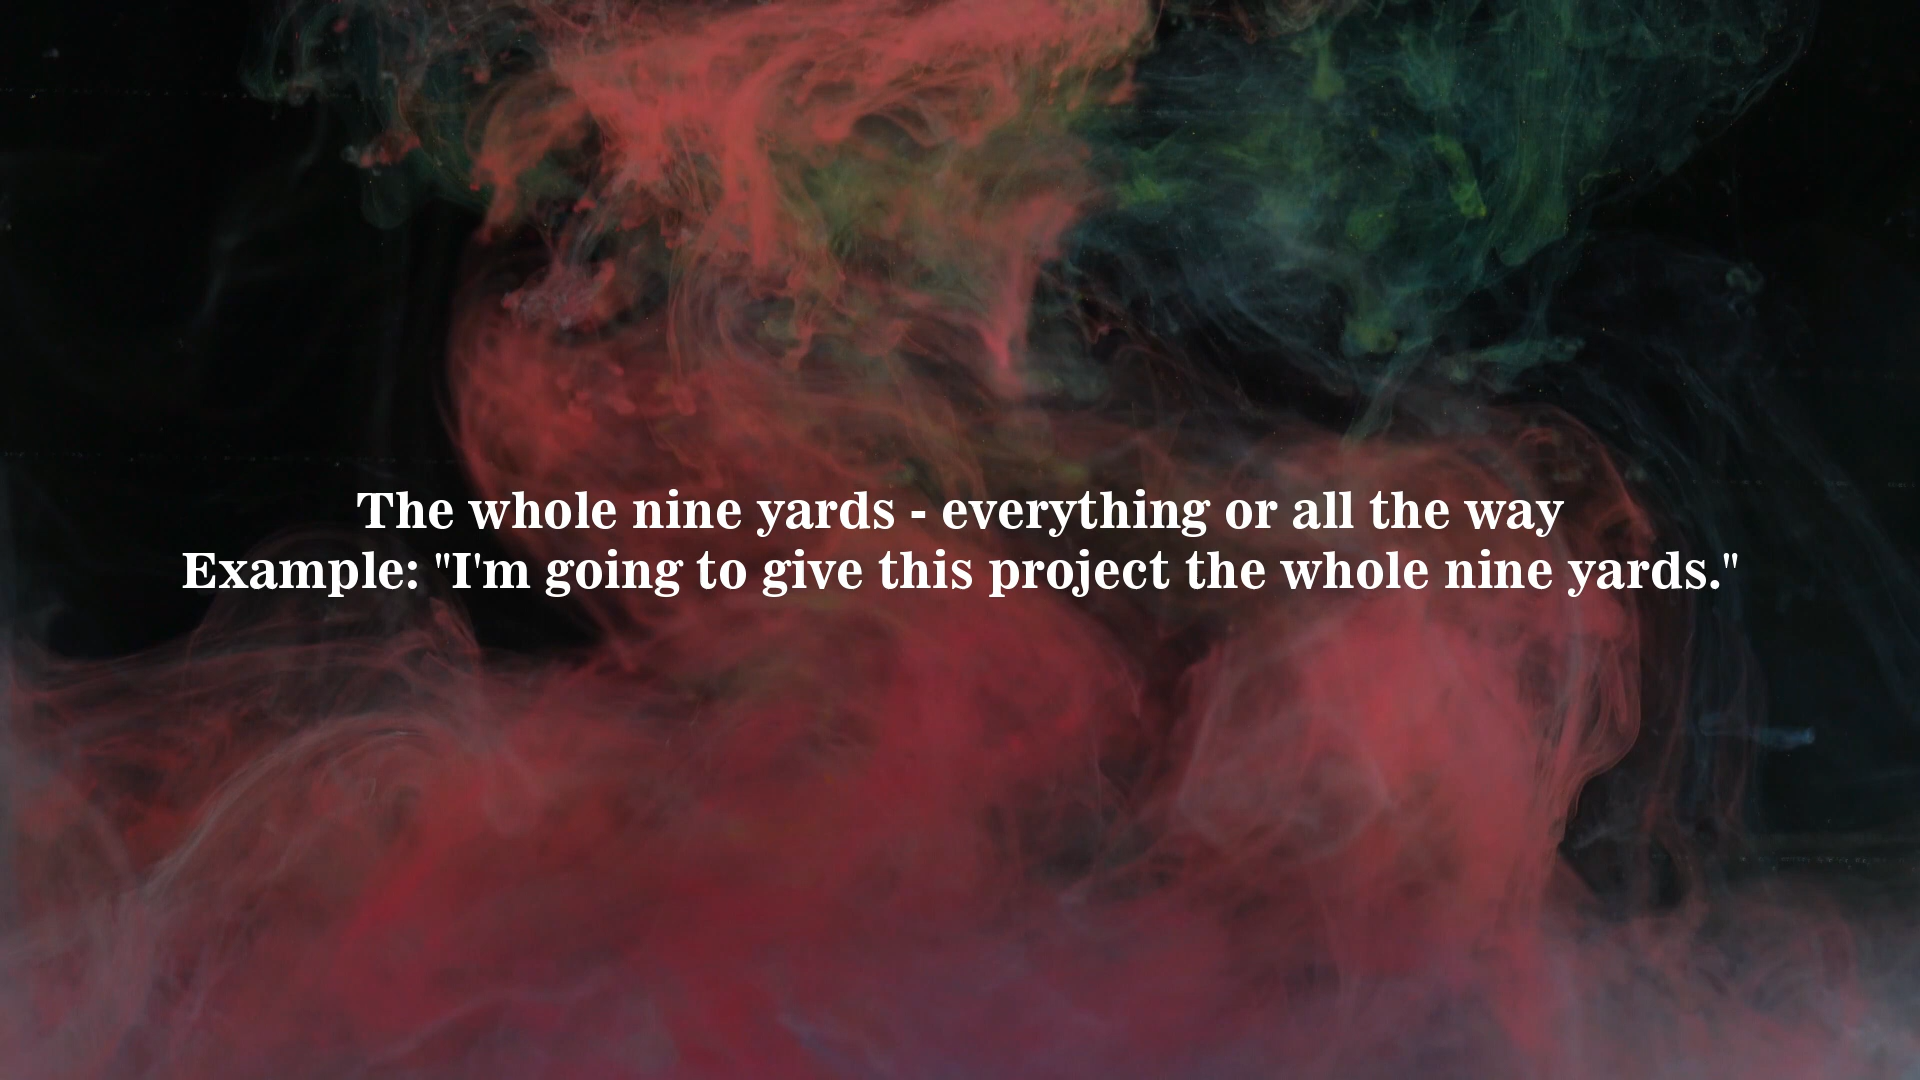 The whole nine yards - everything or all the way
Example: "I'm going to give this project the whole nine yards."